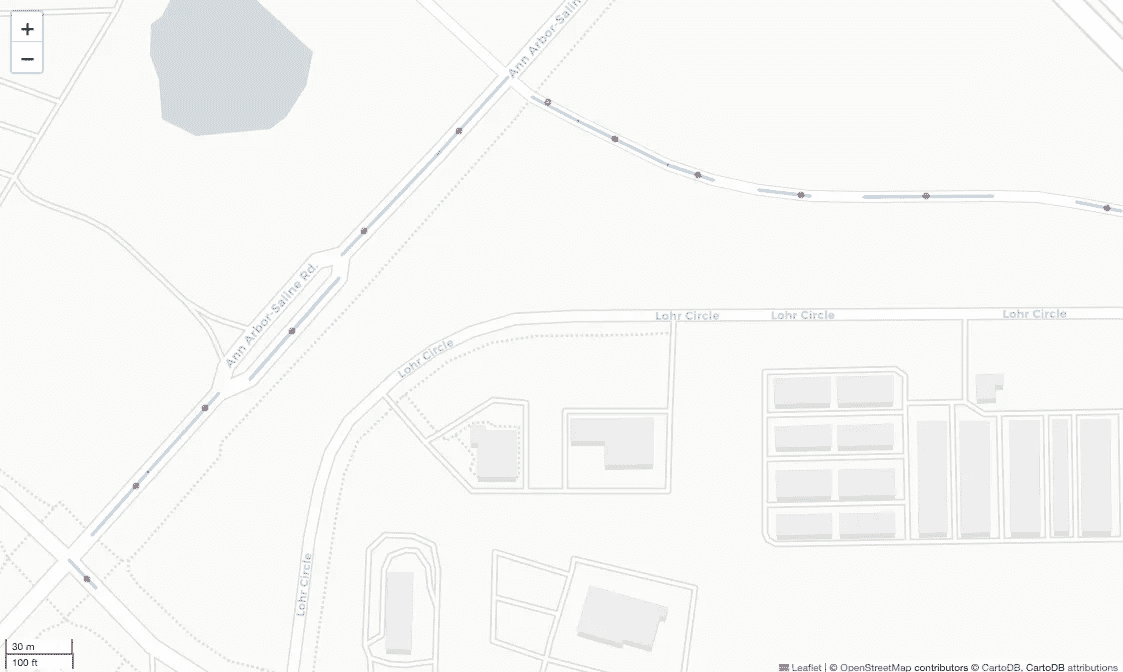 +
Ann Arbor-Salin
−
Ann Arbor-Saline Rd.
Lohr Circle
Lohr Circle
Lohr Circle
Lohr Circle
Lohr Circle
30 m
100 ft
Leaflet | © OpenStreetMap contributors © CartoDB, CartoDB attributions